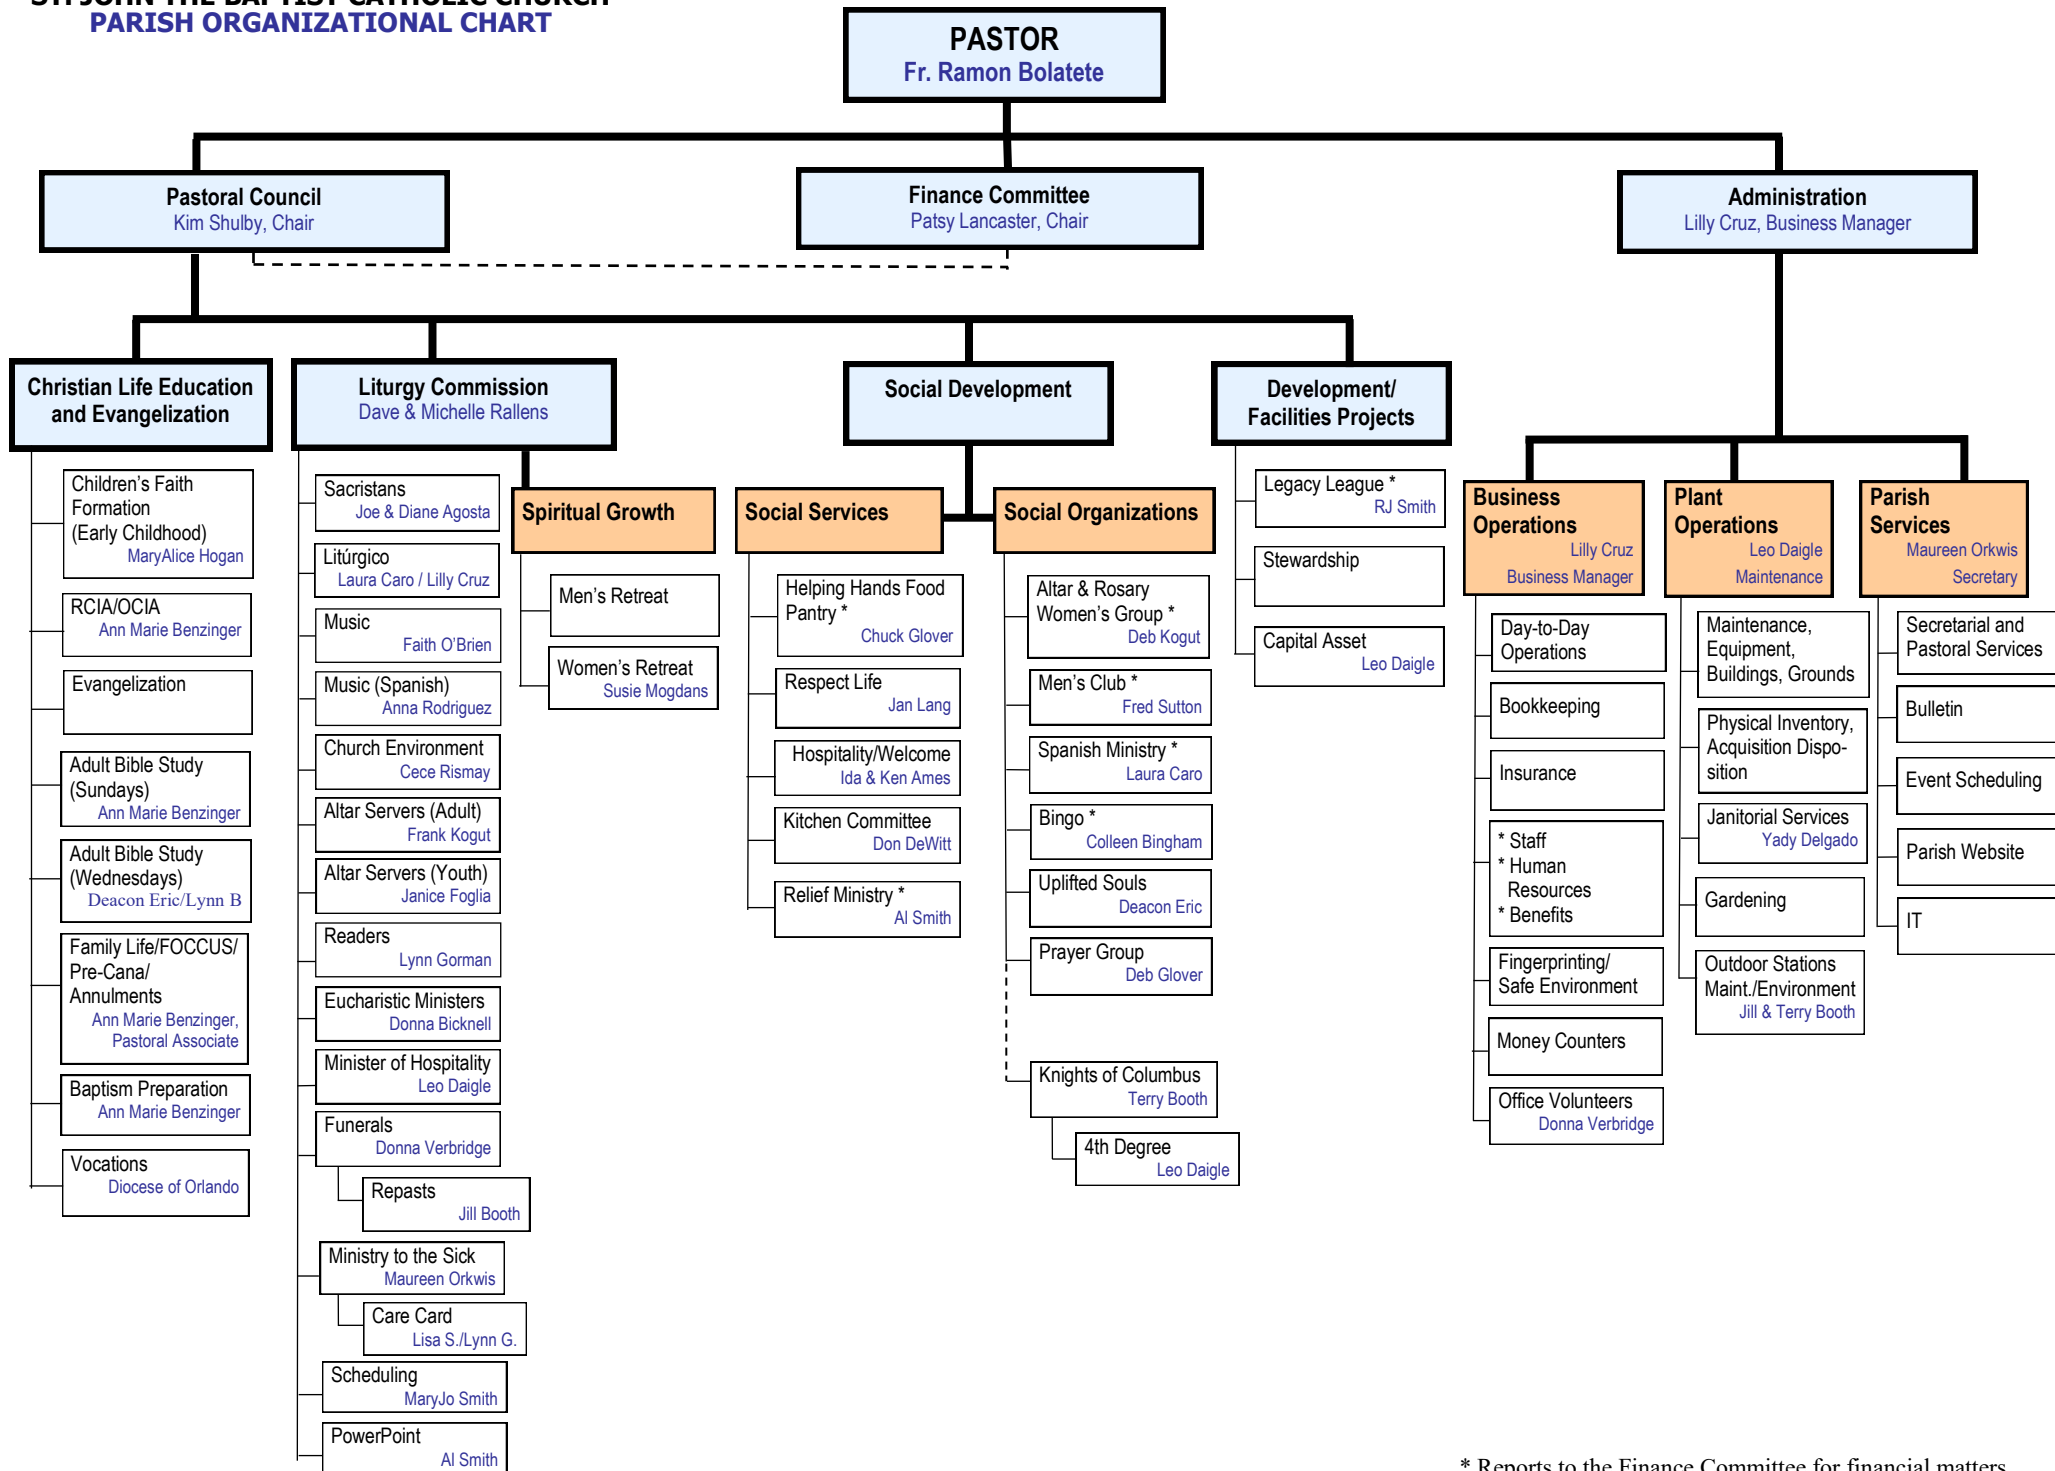 ST. JOHN THE BAPTIST CATHOLIC CHURCH
PARISH ORGANIZATIONAL CHART
PASTOR
Fr. Ramon Bolatete
Pastoral Council
Kim Shulby, Chair
Finance Committee
Patsy Lancaster, Chair
Administration
Lilly Cruz, Business Manager
Christian Life Education
and Evangelization
Children’s Faith
Formation
(Early Childhood)
MaryAlice Hogan
RCIA/OCIA
Ann Marie Benzinger
Evangelization
Adult Bible Study
(Sundays)
Ann Marie Benzinger
Adult Bible Study
(Wednesdays)
Deacon Eric/Lynn B
Family Life/FOCCUS/
Pre-Cana/
Annulments
Ann Marie Benzinger,
Pastoral Associate
Baptism Preparation
Ann Marie Benzinger
Vocations
Diocese of Orlando
Liturgy Commission
Dave & Michelle Rallens
Sacristans
Joe & Diane Agosta
Litúrgico
Laura Caro / Lilly Cruz
Music
Faith O’Brien
Music (Spanish)
Anna Rodriguez
Church Environment
Cece Rismay
Altar Servers (Adult)
Frank Kogut
Altar Servers (Youth)
Janice Foglia
Readers
Lynn Gorman
Eucharistic Ministers
Donna Bicknell
Minister of Hospitality
Leo Daigle
Funerals
Donna Verbridge
Repasts
Jill Booth
Ministry to the Sick
Maureen Orkwis
Care Card
Lisa S./Lynn G.
Scheduling
MaryJo Smith
PowerPoint
Al Smith
Spiritual Growth
Men’s Retreat
Women’s Retreat
Susie Mogdans
Social Development
Social Services
Helping Hands Food
Pantry *
Chuck Glover
Respect Life
Jan Lang
Hospitality/Welcome
Ida & Ken Ames
Kitchen Committee
Don DeWitt
Relief Ministry *
Al Smith
Social Organizations
Altar & Rosary
Women’s Group *
Deb Kogut
Men’s Club *
Fred Sutton
Spanish Ministry *
Laura Caro
Bingo *
Colleen Bingham
Uplifted Souls
Deacon Eric
Prayer Group
Deb Glover
Knights of Columbus
Terry Booth
4th Degree
Leo Daigle
Development/
Facilities Projects
Legacy League *
RJ Smith
Stewardship
Capital Asset
Leo Daigle
Business
Operations
Lilly Cruz
Business Manager
Day-to-Day
Operations
Bookkeeping
Insurance
* Staff
* Human
Resources
* Benefits
Fingerprinting/
Safe Environment
Money Counters
Office Volunteers
Donna Verbridge
Plant
Operations
Leo Daigle
Maintenance
Maintenance,
Equipment,
Buildings, Grounds
Physical Inventory,
Acquisition Dispo-
sition
Janitorial Services
Yady Delgado
Gardening
Outdoor Stations
Maint./Environment
Jill & Terry Booth
Parish
Services
Maureen Orkwis
Secretary
Secretarial and
Pastoral Services
Bulletin
Event Scheduling
Parish Website
IT
* Reports to the Finance Committee for financial matters